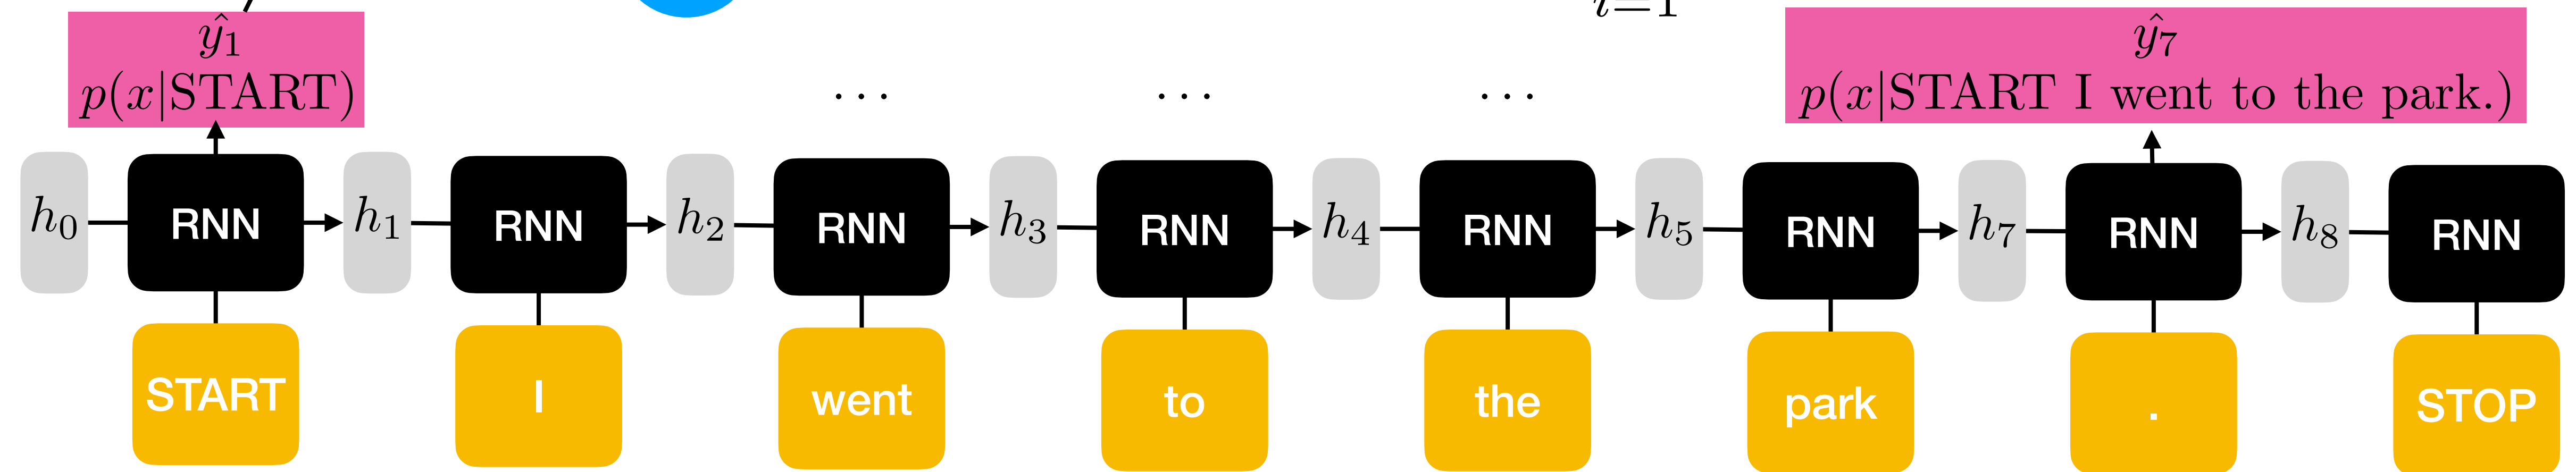 i=1
ŷ₁
p(x|START)
ŷ₇
p(x|START I went to the park.)
... ... ...
h₀ RNN h₁ RNN h₂ RNN h₃ RNN h₄ RNN h₅ RNN h₇ RNN h₈ RNN
START I went to the park . STOP